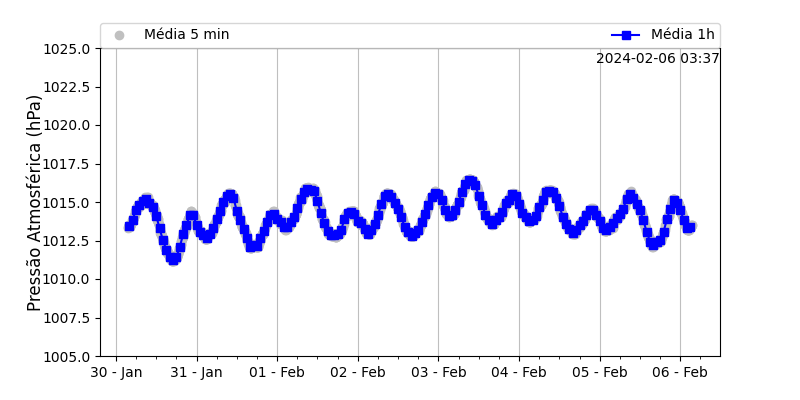 Média 5 min
Média 1h
2024-02-06 03:37
Pressão Atmosférica (hPa)
1025.0
1022.5
1020.0
1017.5
1015.0
1012.5
1010.0
1007.5
1005.0
30 - Jan
31 - Jan
01 - Feb
02 - Feb
03 - Feb
04 - Feb
05 - Feb
06 - Feb